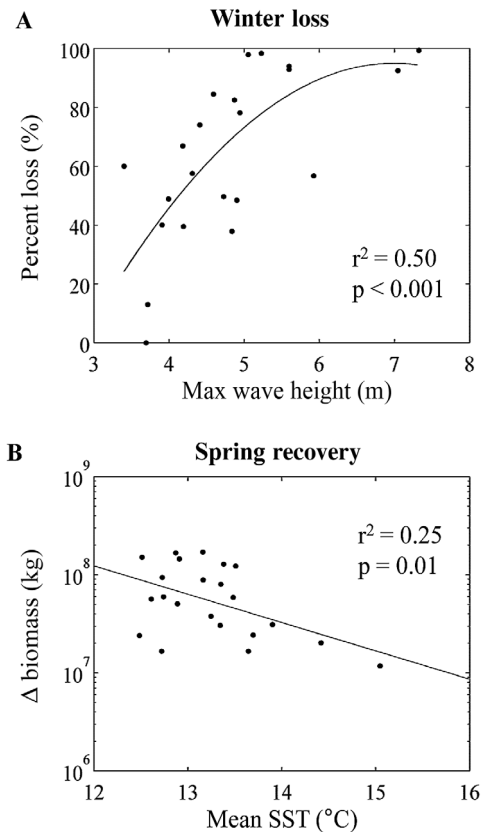 A
Winter loss
100
80
60
40
20
0
Percent loss (%)
r² = 0.50
p < 0.001
3 4 5 6 7 8
Max wave height (m)
B
Spring recovery
10⁹
10⁸
10⁷
10⁶
Δ biomass (kg)
r² = 0.25
p = 0.01
12 13 14 15 16
Mean SST (°C)